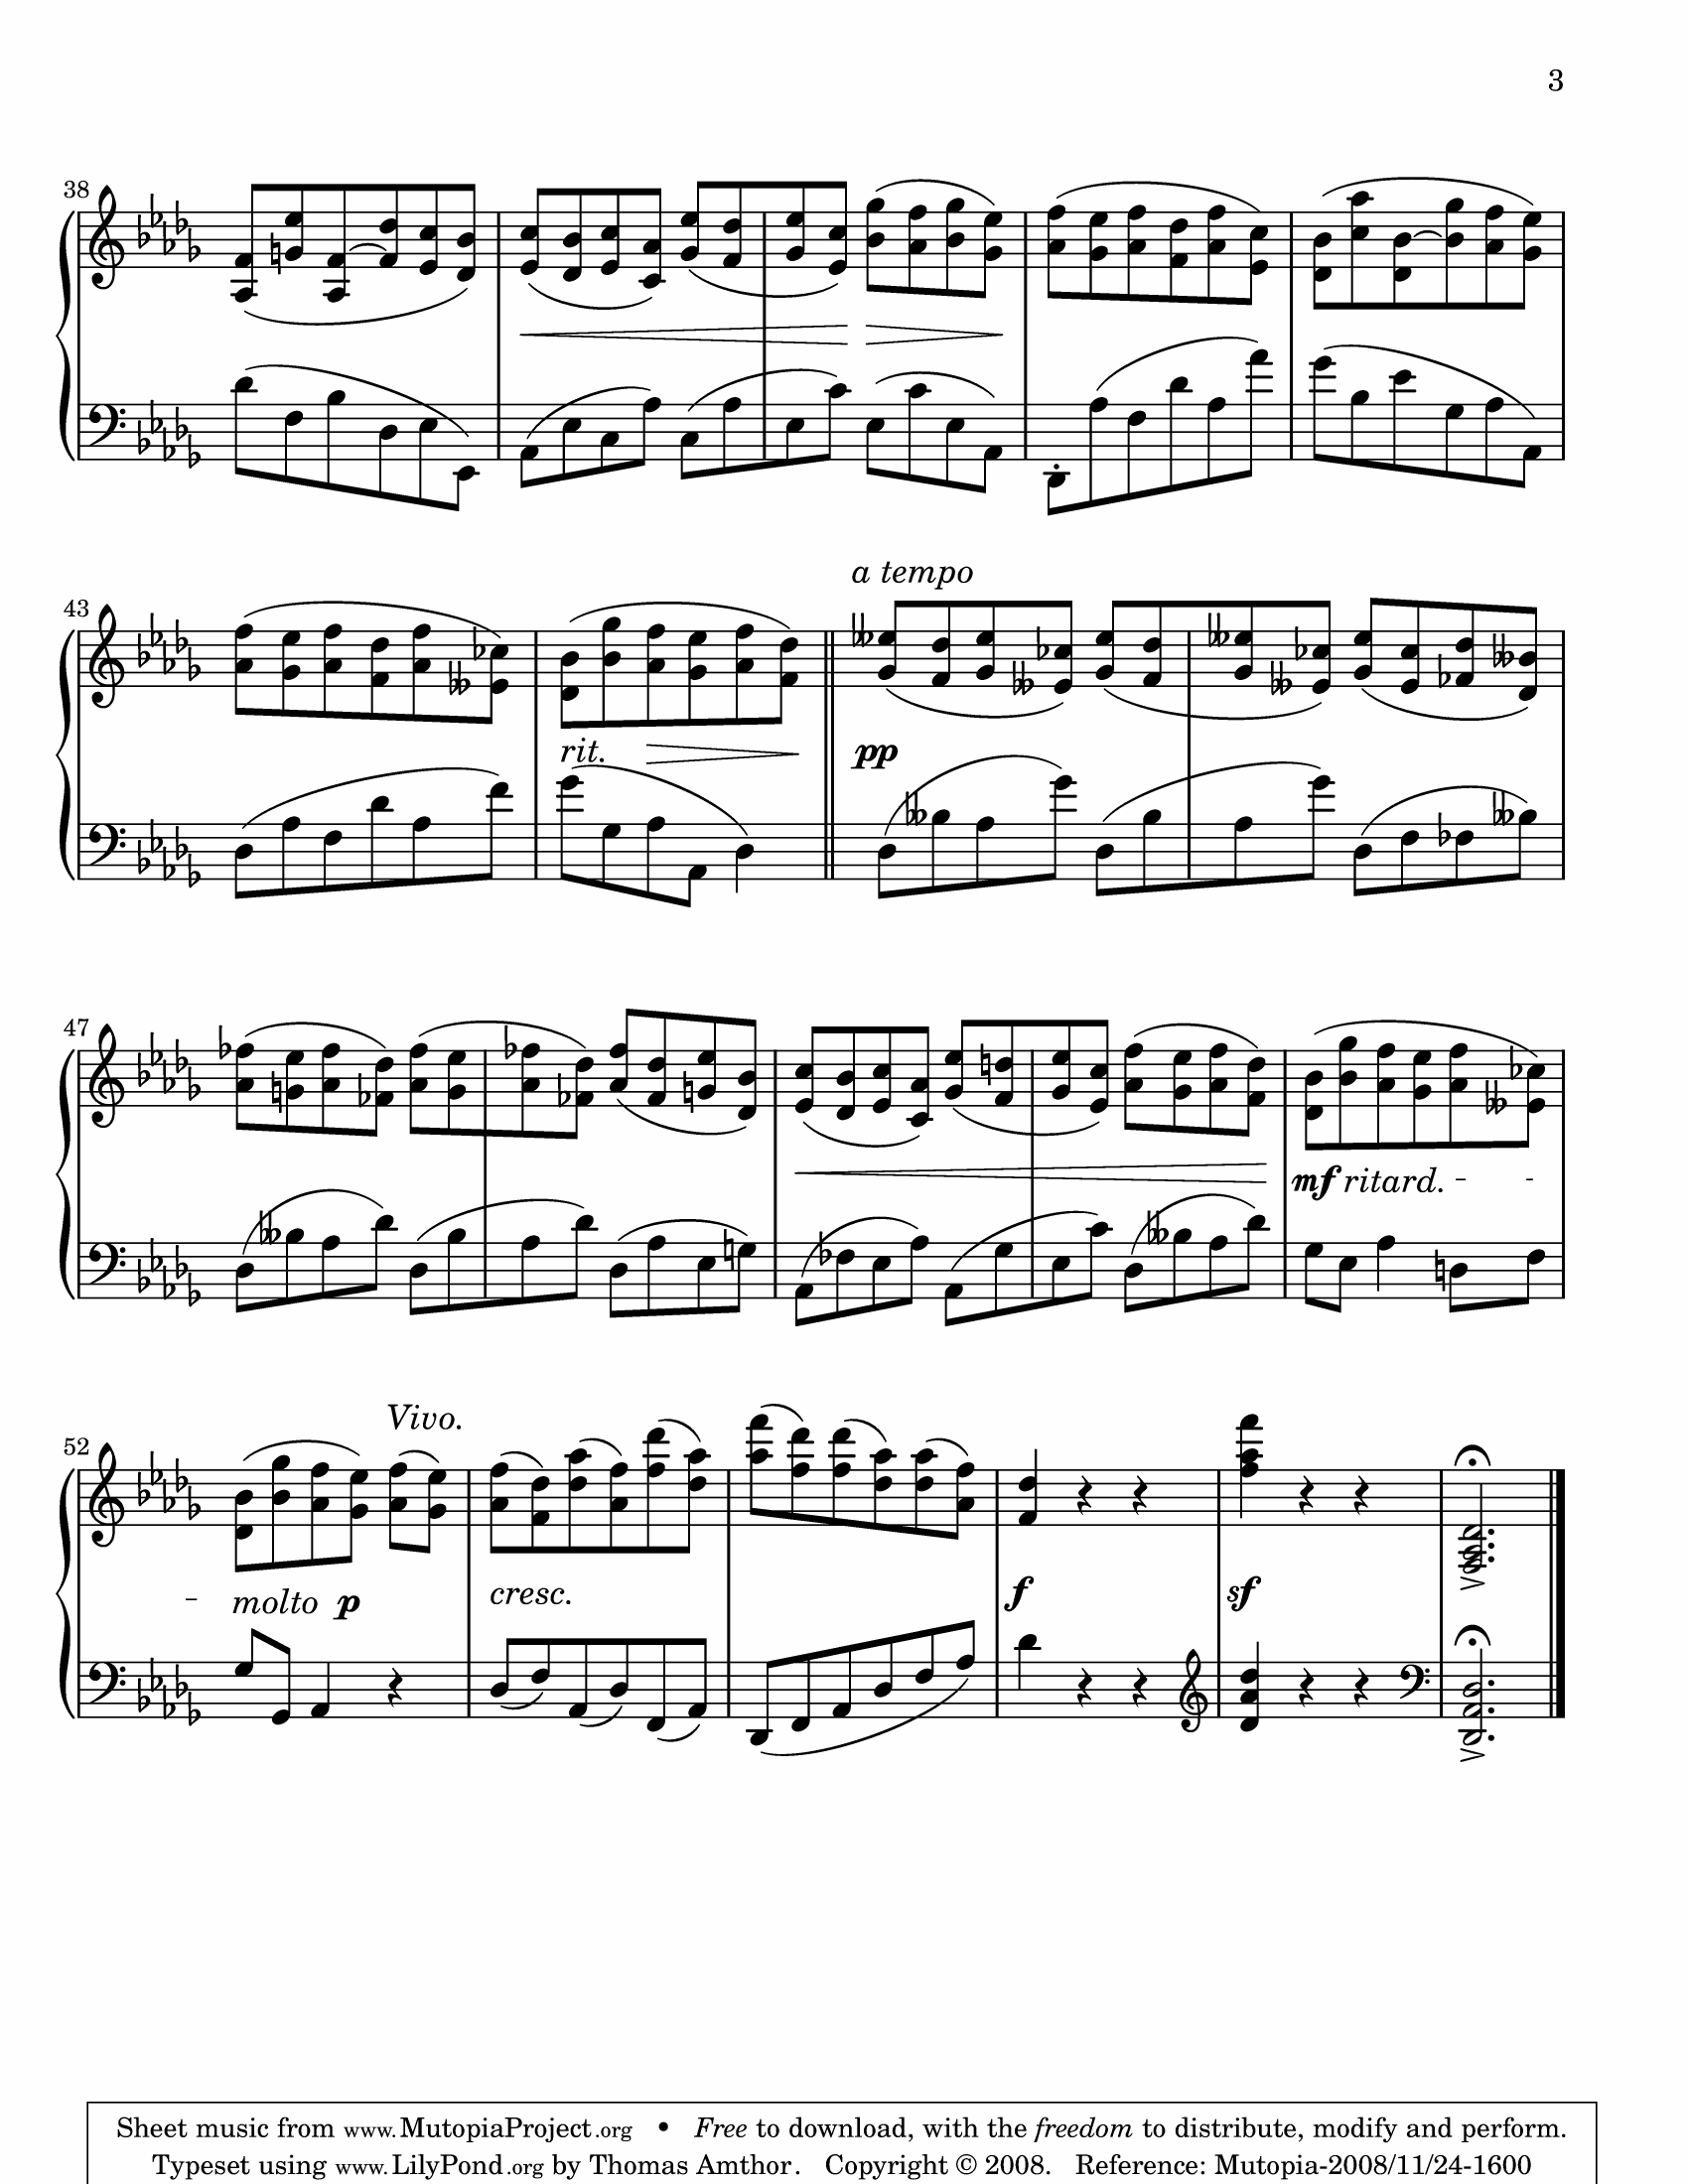 3
38
a tempo
43
rit.
pp
47
mf ritard. - -
Vivo.
52
- molto p cresc. f sf
Sheet music from www.MutopiaProject.org • Free to download, with the freedom to distribute, modify and perform.
Typeset using www.LilyPond.org by Thomas Amthor. Copyright © 2008. Reference: Mutopia-2008/11/24-1600